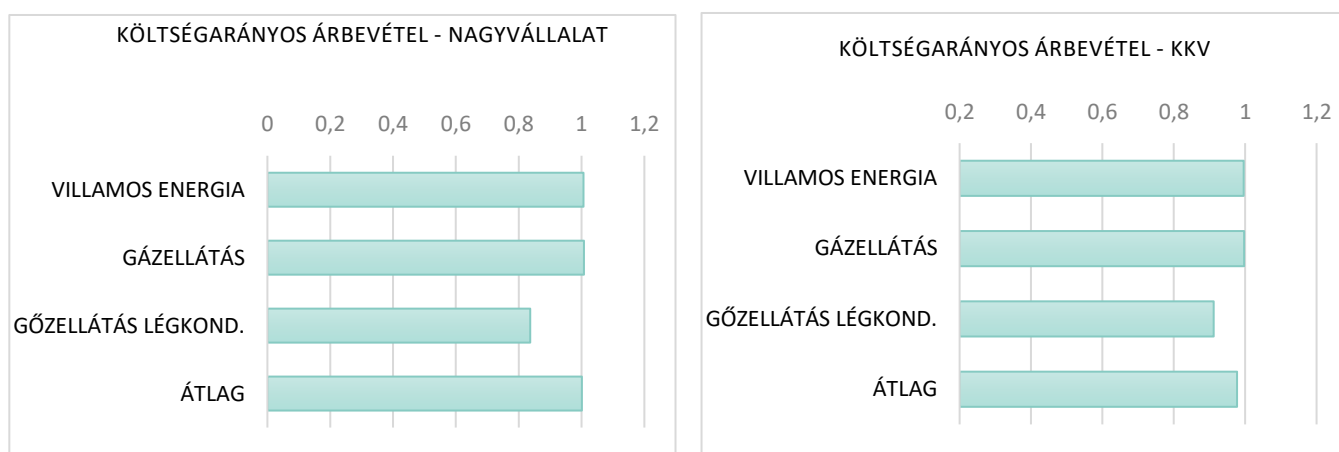 KÖLTSÉGARÁNYOS ÁRBEVÉTEL - NAGYVÁLLALAT
0 0,2 0,4 0,6 0,8 1 1,2
VILLAMOS ENERGIA
GÁZELLÁTÁS
GŐZELLÁTÁS LÉGKOND.
ÁTLAG
KÖLTSÉGARÁNYOS ÁRBEVÉTEL - KKV
0,2 0,4 0,6 0,8 1 1,2
VILLAMOS ENERGIA
GÁZELLÁTÁS
GŐZELLÁTÁS LÉGKOND.
ÁTLAG